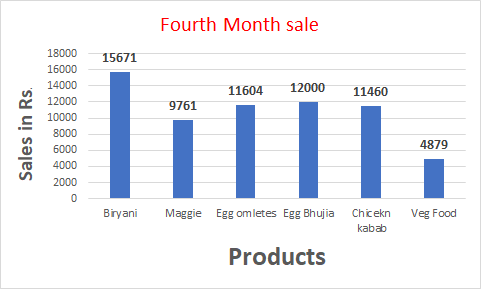 Fourth Month sale
Sales in Rs.
18000
16000
14000
12000
10000
8000
6000
4000
2000
0
15671
9761
11604
12000
11460
4879
Biryani
Maggie
Egg omletes
Egg Bhujia
Chicekn
kabab
Veg Food
Products